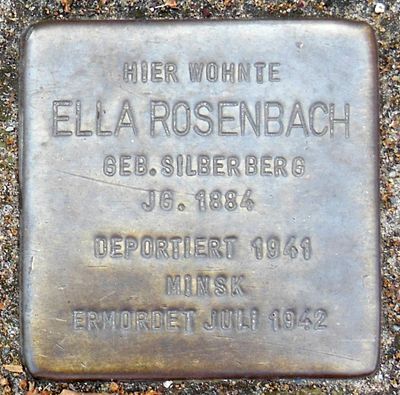 HIER WOHNTE
ELLA ROSENBACH
GEB. SILBERBERG
JG. 1884
DEPORTIERT 1941
MINSK
ERMORDET JULI 1942